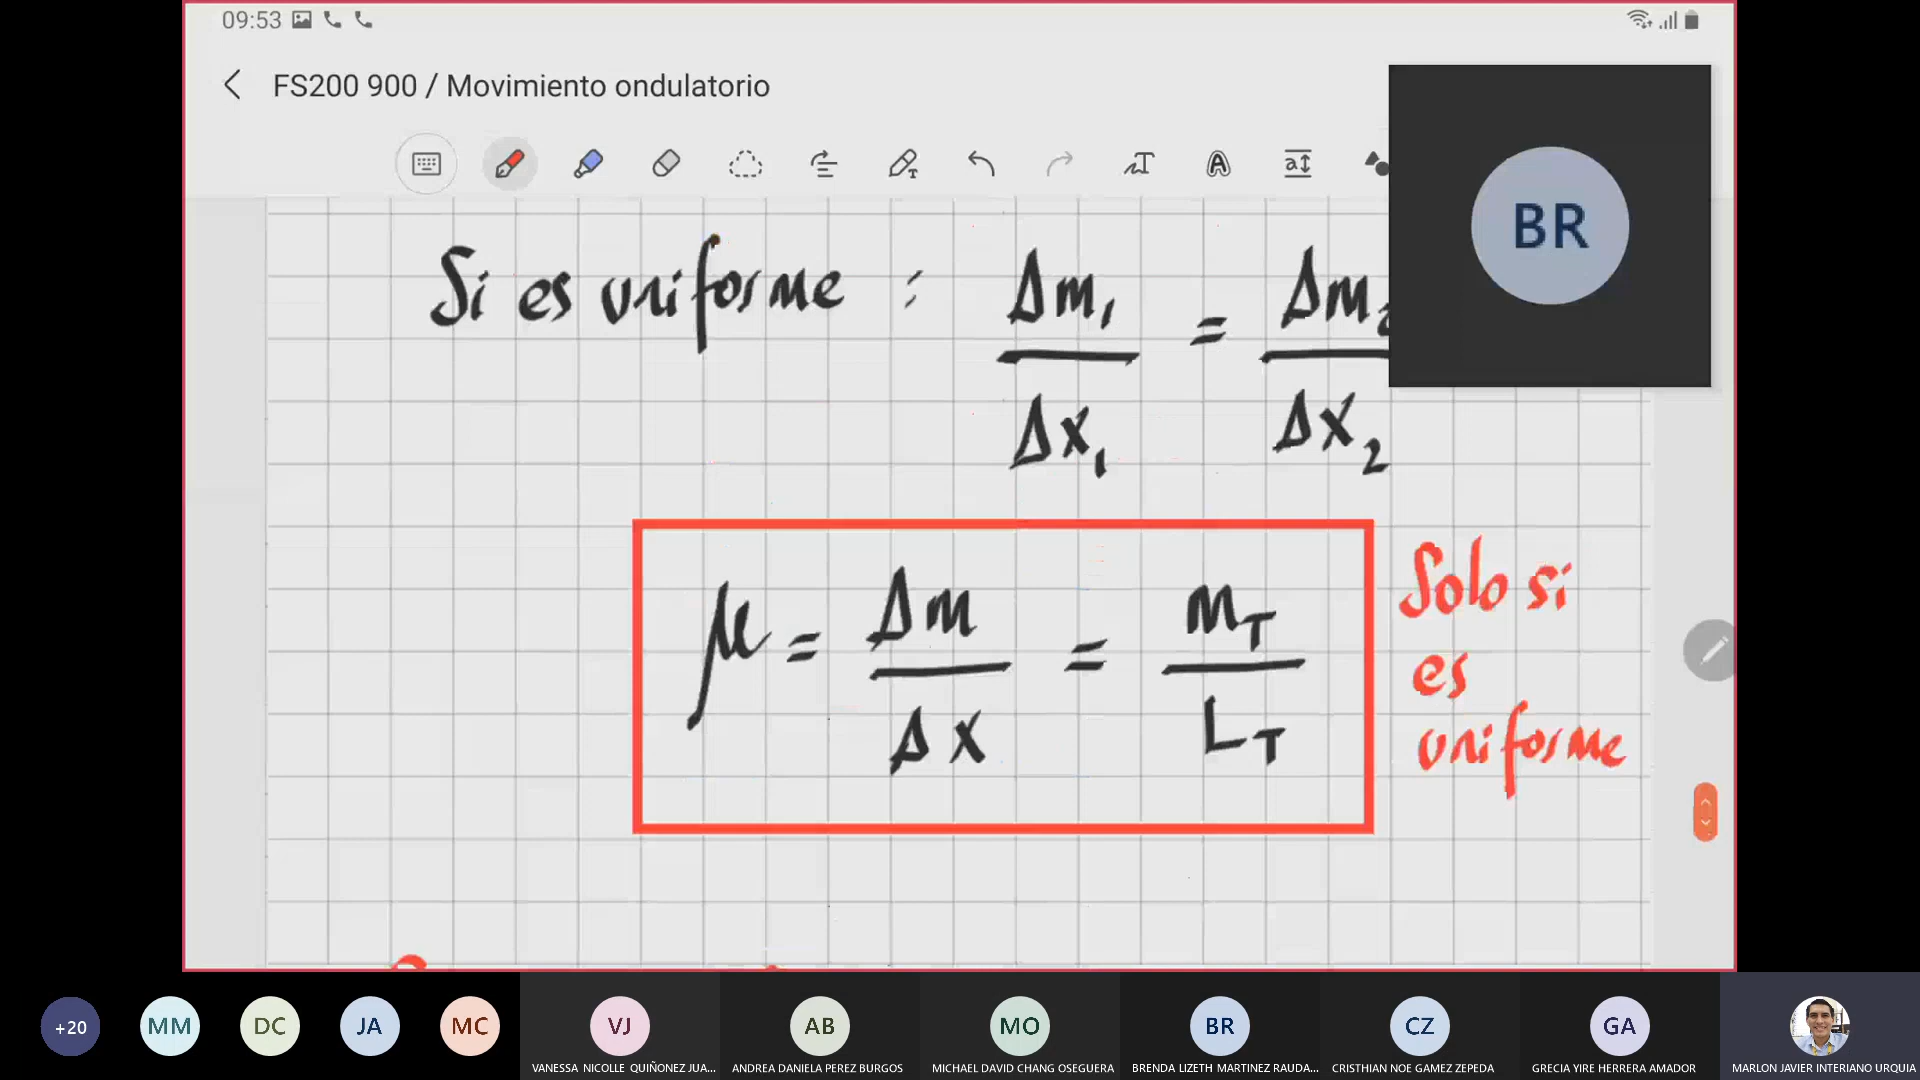 09:53
FS200 900 / Movimiento ondulatorio
BR
Si es uniforme : Δm₁ / Δx₁ = Δm₂ / Δx₂
μ = Δm / Δx = m_T / L_T
Solo si
es
uniforme
+20
MM
DC
JA
MC
VJ
VANESSA NICOLLE QUIÑONEZ JUA...
AB
ANDREA DANIELA PEREZ BURGOS
MO
MICHAEL DAVID CHANG OSEGUERA
BR
BRENDA LIZETH MARTINEZ RAUDA...
CZ
CRISTHIAN NOE GAMEZ ZEPEDA
GA
GRECIA YIRE HERRERA AMADOR
MARLON JAVIER INTERIANO URQUIA